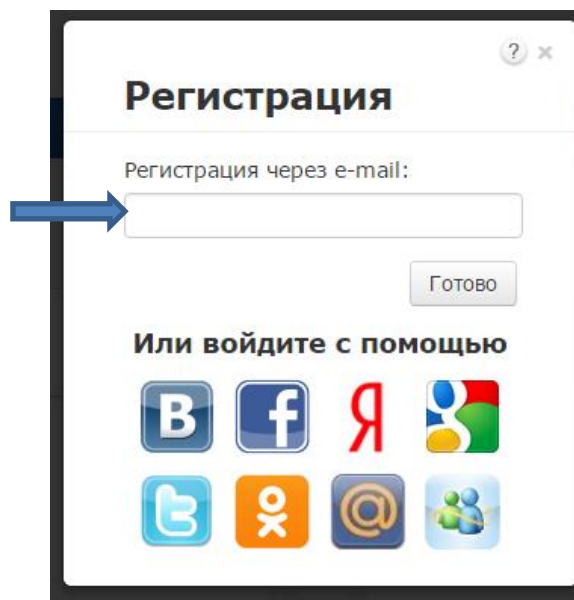 ?
Регистрация
Регистрация через e-mail:
Готово
Или войдите с помощью
В f Я g
t @